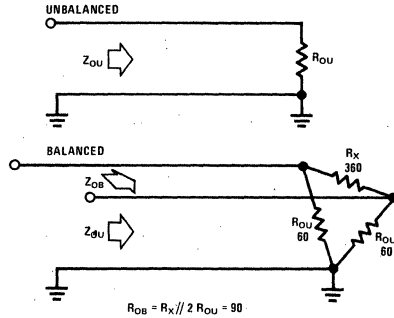 UNBALANCED
ZOU
ROU
BALANCED
RX
360
ZOB
ROU
60
ROU
60
ZOU
ROB = RX // 2 ROU = 90